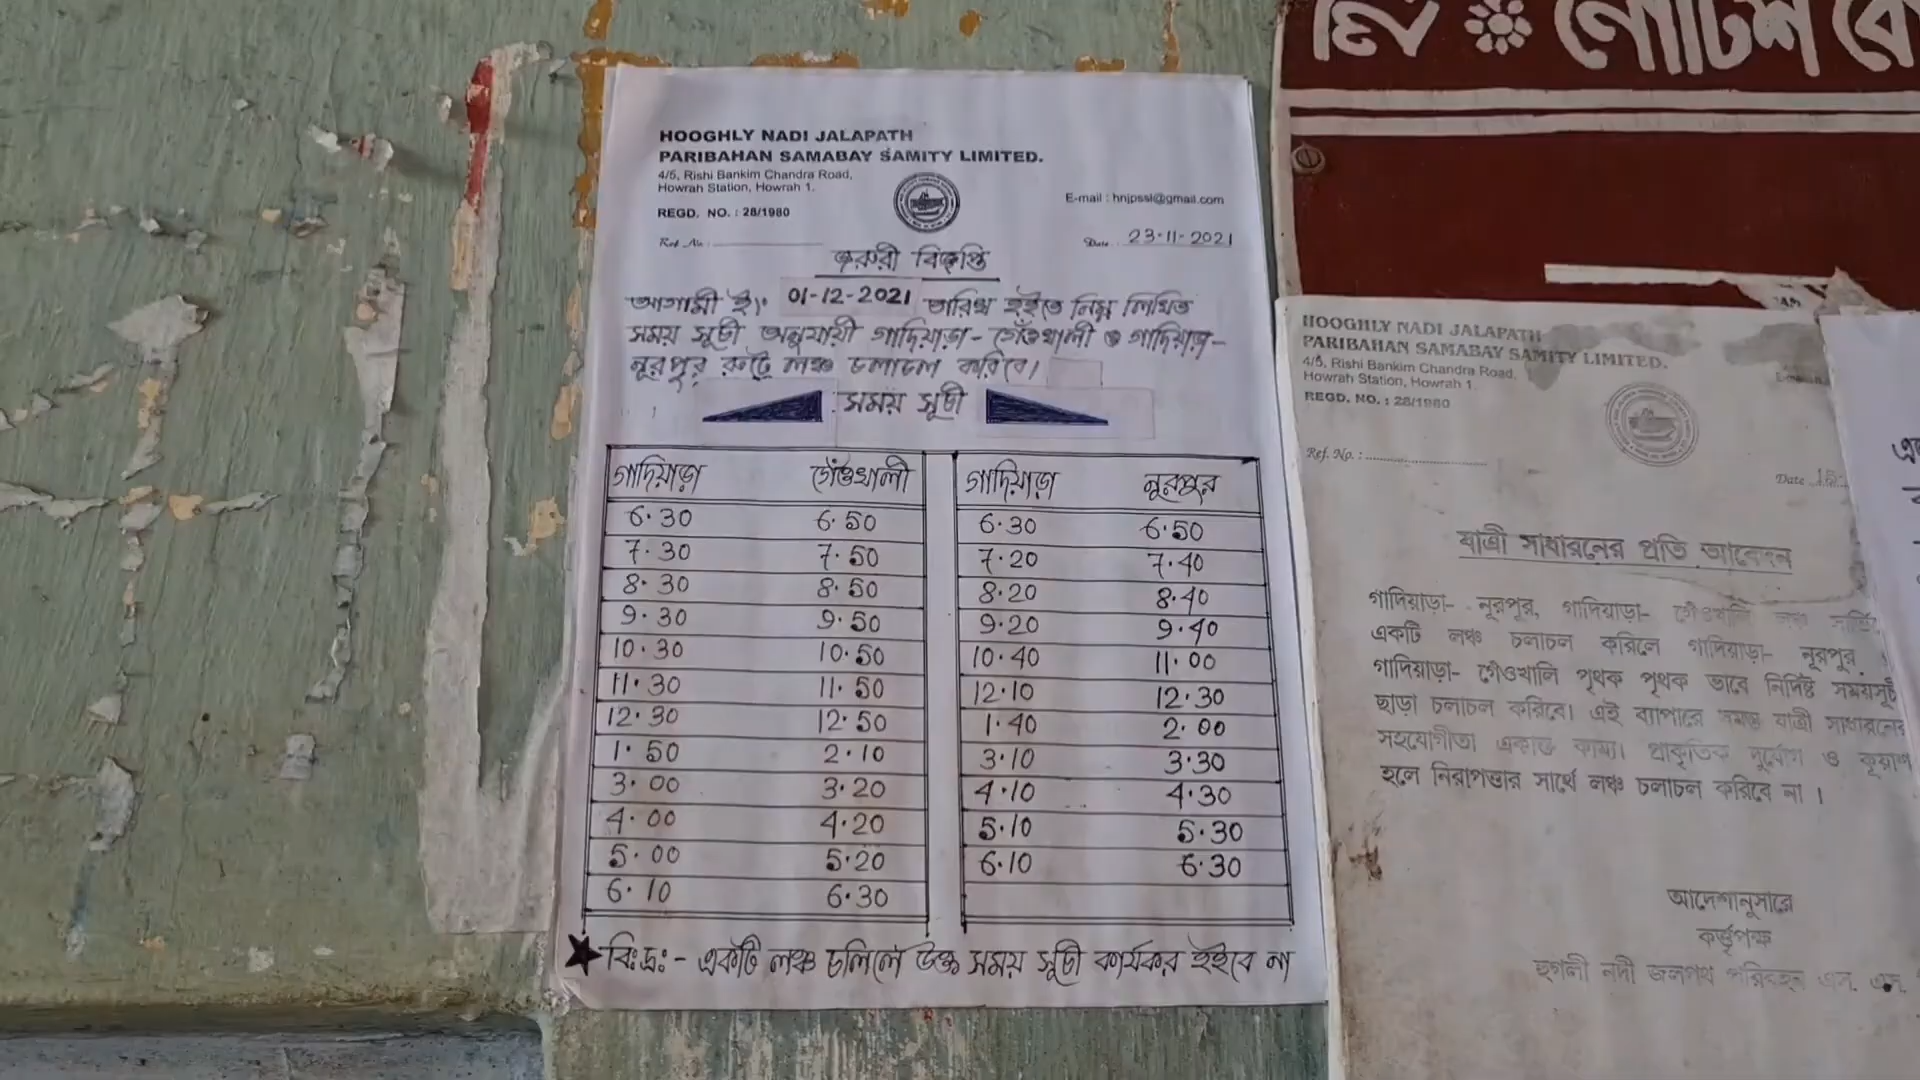 নোটিশ বো
HOOGHLY NADI JALAPATH
PARIBAHAN SAMABAY SAMITY LIMITED.
4/5, Rishi Bankim Chandra Road,
Howrah Station, Howrah 1.
REGD. NO. : 28/1980
E-mail : hnjpssl@gmail.com
Ref. No. :
Date 23-11-2021
জরুরী বিজ্ঞপ্তি
আগামী ইং 01-12-2021 তারিখ হইতে নিম্ন লিখিত
সময় সূচী অনুযায়ী গাদিয়াড়া - গেঁওখালী ও গাদিয়াড়া -
নূরপুর রুটে লঞ্চ চলাচল করিবে।
সময় সূচী
গাদিয়াড়া গেঁওখালী
6.30 6.50
7.30 7.50
8.30 8.50
9.30 9.50
10.30 10.50
11.30 11.50
12.30 12.50
1.50 2.10
3.00 3.20
4.00 4.20
5.00 5.20
6.10 6.30
গাদিয়াড়া নূরপুর
6.30 6.50
7.20 7.40
8.20 8.40
9.20 9.40
10.40 11.00
12.10 12.30
1.40 2.00
3.10 3.30
4.10 4.30
5.10 5.30
6.10 6.30
★ বিঃদ্রঃ - একটি লঞ্চ চলিলে উক্ত সময় সূচী কার্যকর হইবে না
HOOGHLY NADI JALAPATH
PARIBAHAN SAMABAY SAMITY LIMITED.
4/5, Rishi Bankim Chandra Road,
Howrah Station, Howrah 1.
REGD. NO. : 28/1980
Ref. No. :
Date
যাত্রী সাধারনের প্রতি আবেদন
গাদিয়াড়া- নূরপুর, গাদিয়াড়া- গেঁওখালি লঞ্চ
একটি লঞ্চ চলাচল করিলে গাদিয়াড়া- নূরপুর
গাদিয়াড়া- গেঁওখালি পৃথক পৃথক ভাবে নির্দিষ্ট সময়সূচী
ছাড়া চলাচল করিবে। এই ব্যাপারে সমস্ত যাত্রী সাধারনের
সহযোগীতা একান্ত কাম্য। প্রাকৃতিক দুর্যোগ ও কূয়াশা
হলে নিরাপত্তার সার্থে লঞ্চ চলাচল করিবে না ।
আদেশানুসারে
কর্তৃপক্ষ
হুগলী নদী জলপথ পরিবহন এস. এস.